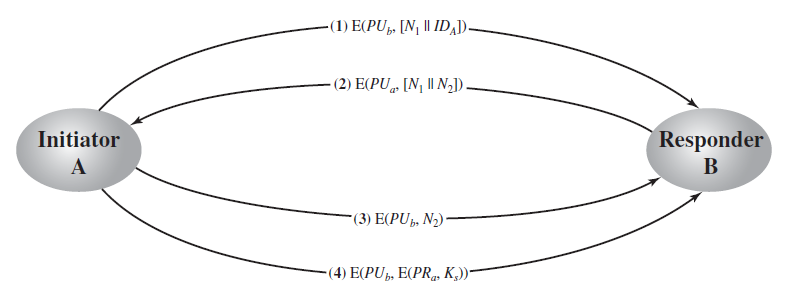 (1) E(PU_b, [N_1 || ID_A])
(2) E(PU_a, [N_1 || N_2])
Initiator
A
Responder
B
(3) E(PU_b, N_2)
(4) E(PU_b, E(PR_a, K_s))